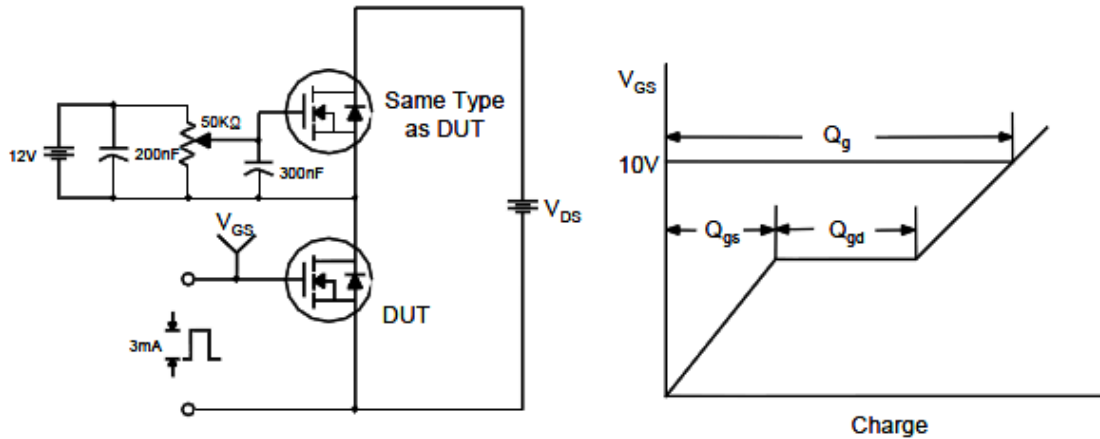 12V
200nF
50KΩ
300nF
Same Type
as DUT
V_DS
V_GS
DUT
3mA
V_GS
10V
Q_g
Q_gs
Q_gd
Charge